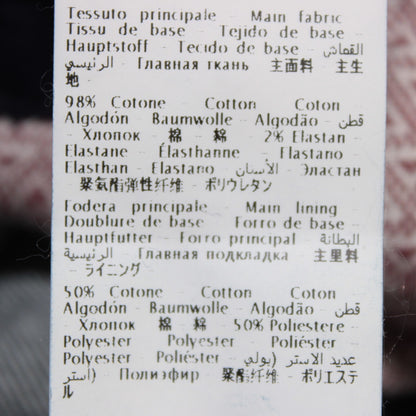 Tessuto principale - Main fabric
Tissu de base - Tejido de base -
Hauptstoff - Tecido de base - القماش
الرئيسي - Главная ткань - 主面料 - 主生
地 -
98% Cotone - Cotton - Coton
Algodón - Baumwolle - Algodão - قطن
- Хлопок - 棉 - 綿 - 2% Elastan -
Elastane - Élasthanne - Elastano
Elasthan - Elastano - الأستان - Эластан
- 聚氨酯弹性纤维 - ポリウレタン
Fodera principale - Main lining
Doublure de base - Forro de base -
Hauptfutter - Forro principal - البطانة
الرئيسية - Главная подкладка - 主里料
- ライニング
50% Cotone - Cotton - Coton
Algodón - Baumwolle - Algodão - قطن
- Хлопок - 棉 - 綿 - 50% Poliestere -
Polyester - Polyester - Poliéster -
Polyester - Poliéster - عديد الاستر (بولي
أستر) - Полиэфир - 聚酯纤维 - ポリエステ
ル